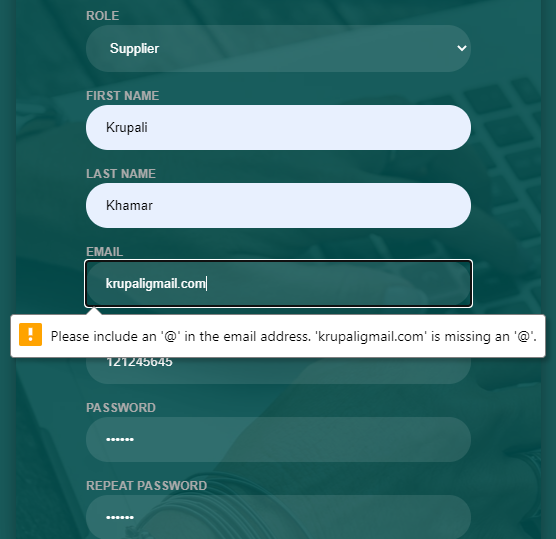 ROLE
Supplier
FIRST NAME
Krupali
LAST NAME
Khamar
EMAIL
krupaligmail.com
Please include an '@' in the email address. 'krupaligmail.com' is missing an '@'.
121245645
PASSWORD
••••••
REPEAT PASSWORD
••••••